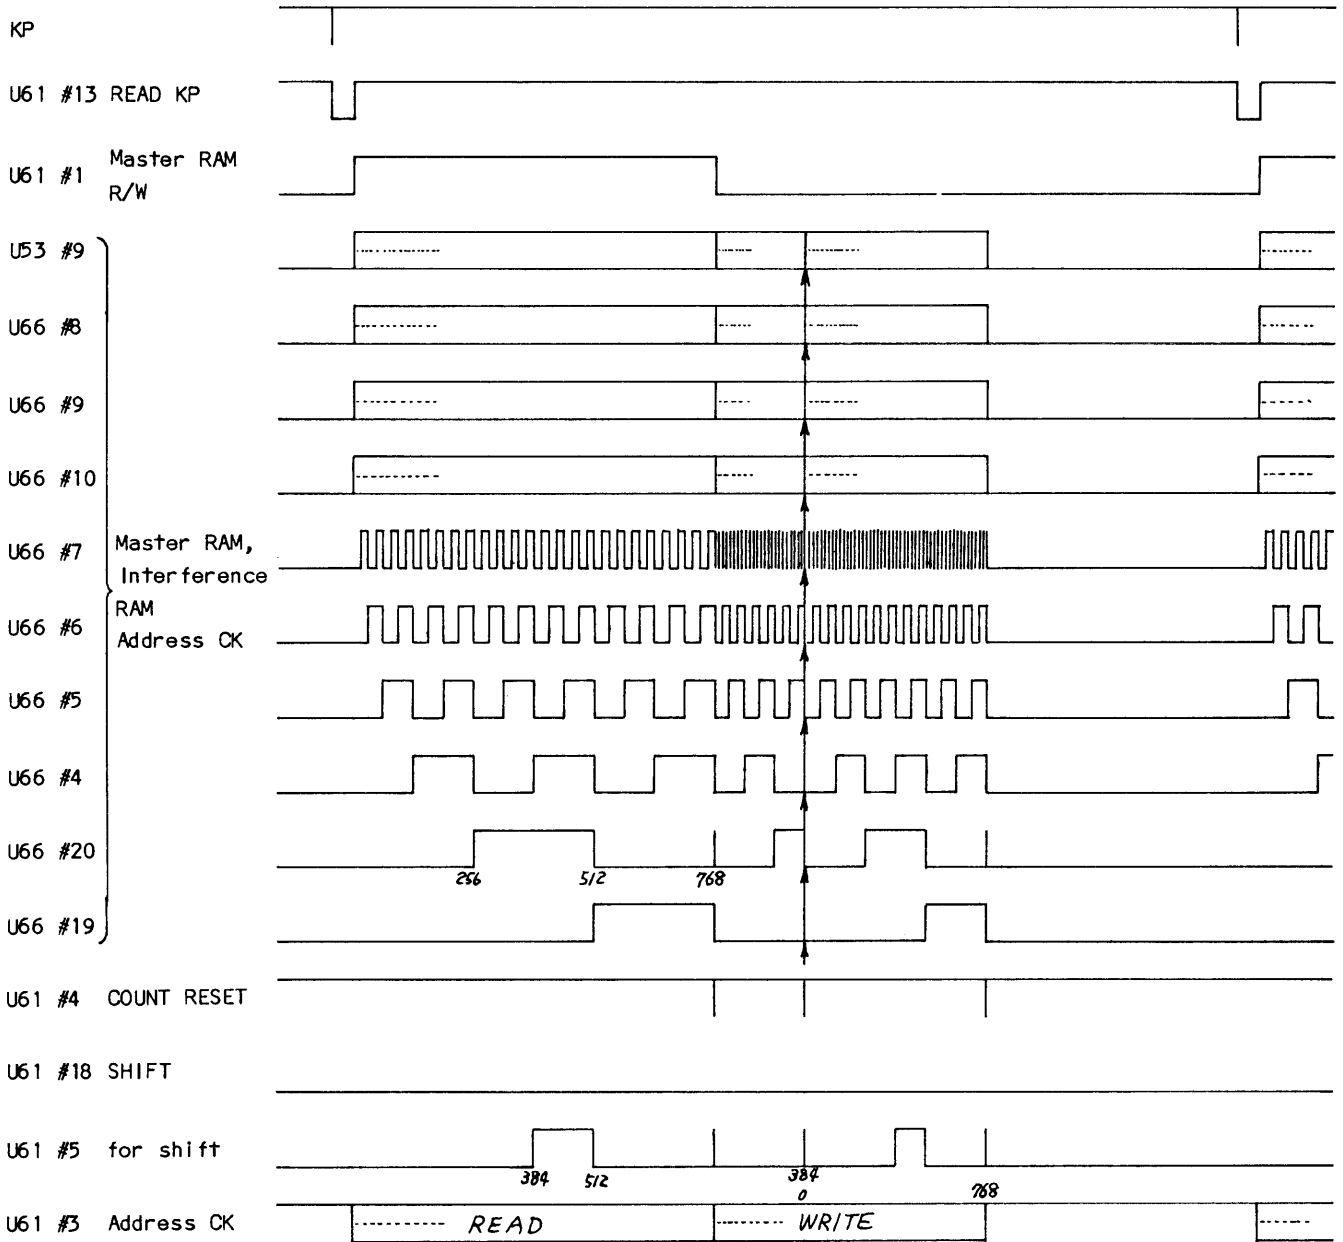 KP
U61 #13 READ KP
U61 #1 Master RAM
R/W
U53 #9
U66 #8
U66 #9
U66 #10
U66 #7 Master RAM,
Interference
RAM
U66 #6
Address CK
U66 #5
U66 #4
U66 #20
256 512 768
U66 #19
U61 #4 COUNT RESET
U61 #18 SHIFT
U61 #5 for shift
384 512 384 768
0
U61 #3 Address CK READ WRITE